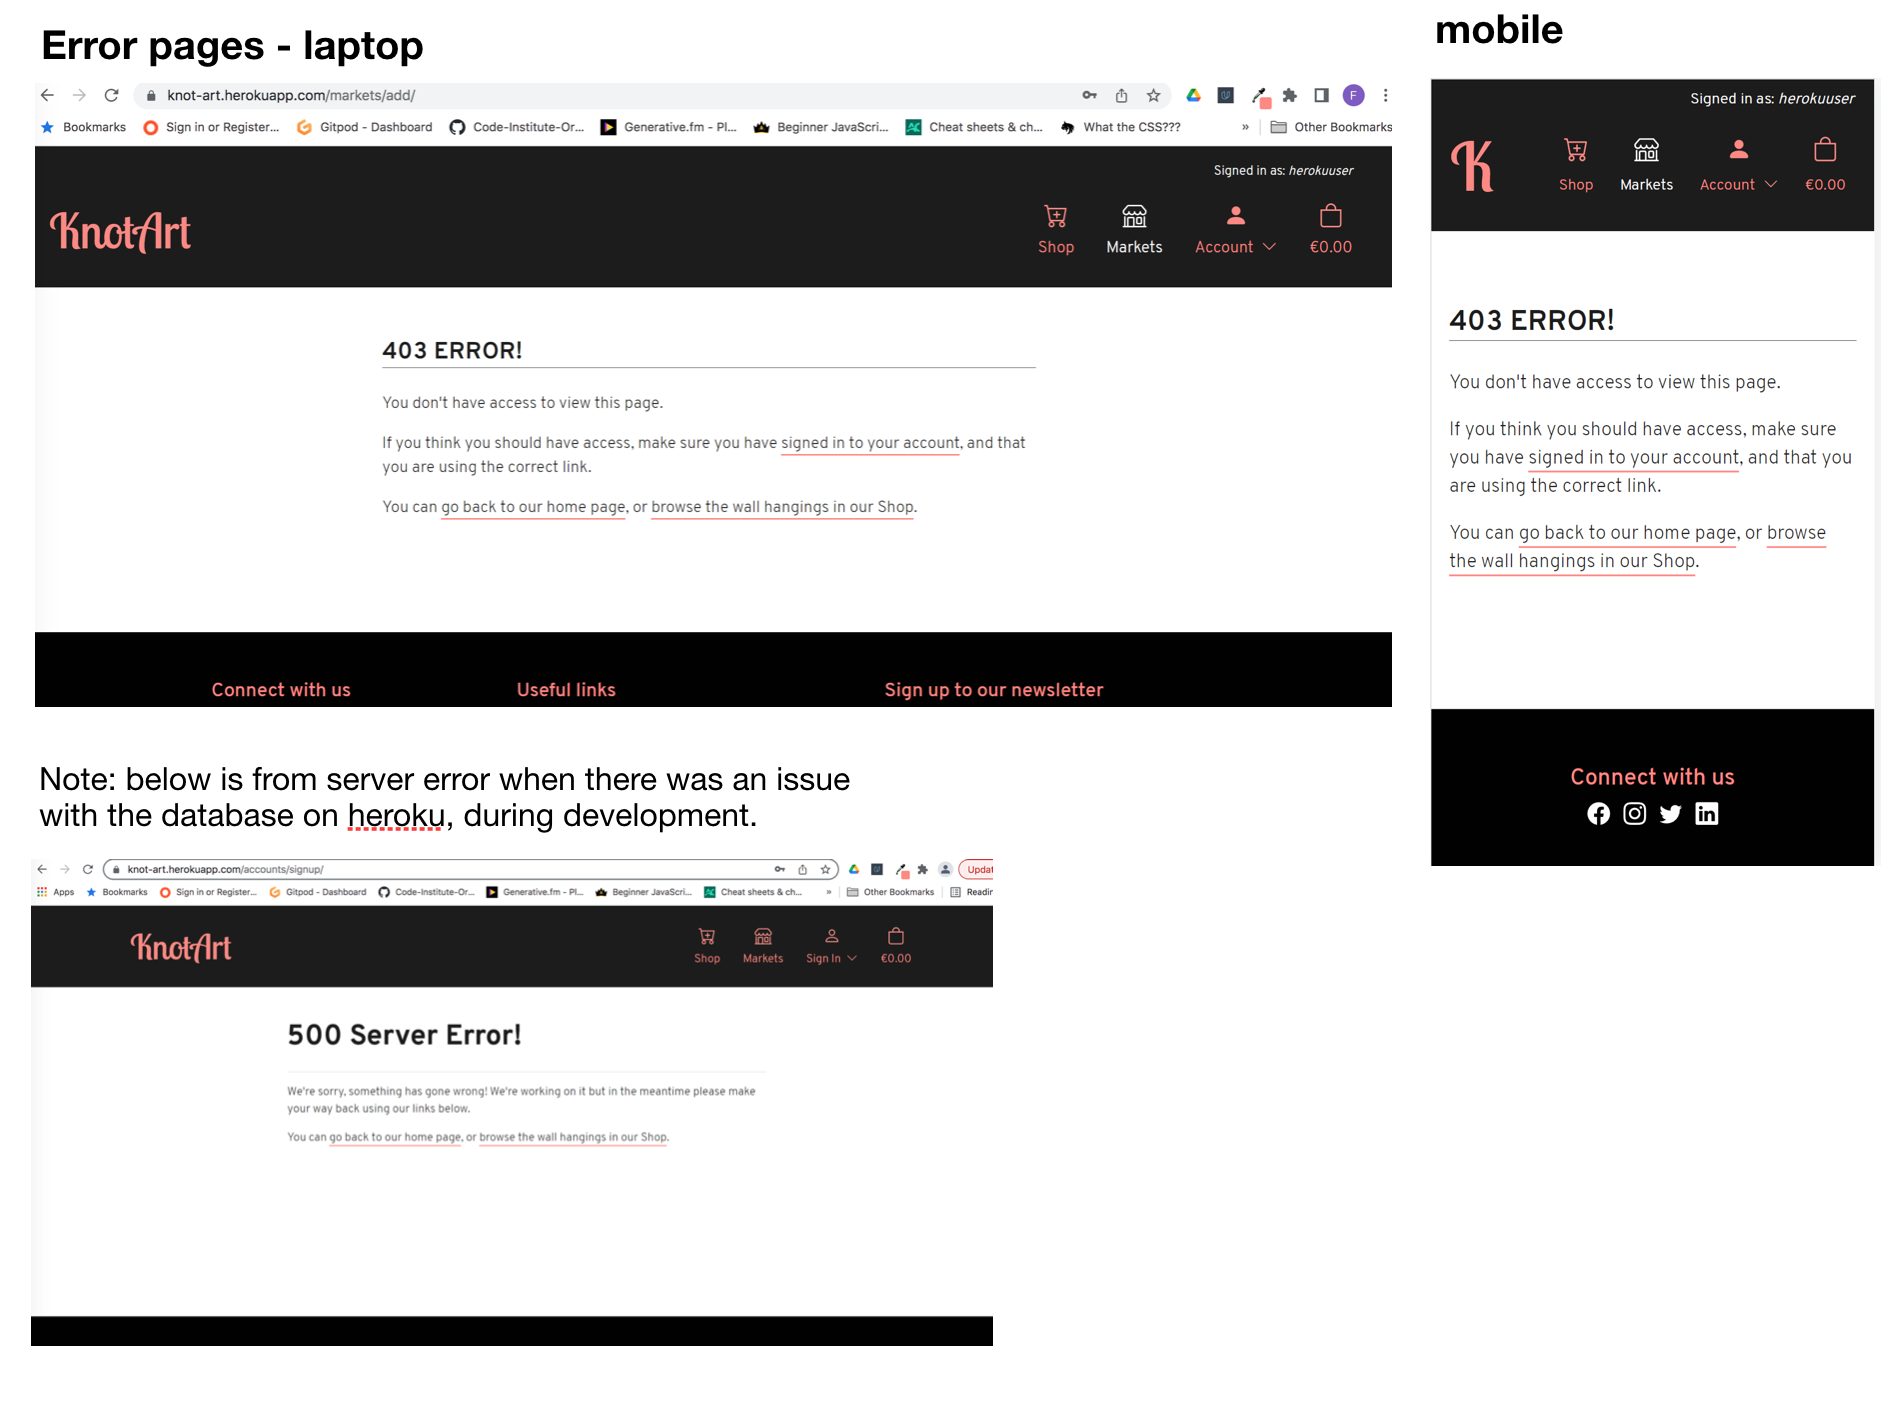 Error pages - laptop
knot-art.herokuapp.com/markets/add/
F
Bookmarks Sign in or Register... Gitpod - Dashboard Code-Institute-Or... Generative.fm - Pl... Beginner JavaScri... Cheat sheets & ch... What the CSS??? » Other Bookmarks
Signed in as: herokuuser
KnotArt
Shop Markets Account €0.00
403 ERROR!
You don't have access to view this page.
If you think you should have access, make sure you have signed in to your account, and that
you are using the correct link.
You can go back to our home page, or browse the wall hangings in our Shop.
Connect with us Useful links Sign up to our newsletter
mobile
Signed in as: herokuuser
K
Shop Markets Account €0.00
403 ERROR!
You don't have access to view this page.
If you think you should have access, make sure
you have signed in to your account, and that you
are using the correct link.
You can go back to our home page, or browse
the wall hangings in our Shop.
Connect with us
Note: below is from server error when there was an issue
with the database on heroku, during development.
knot-art.herokuapp.com/accounts/signup/
Updat
Apps Bookmarks Sign in or Register... Gitpod - Dashboard Code-Institute-Or... Generative.fm - Pl... Beginner JavaScri... Cheat sheets & ch... » Other Bookmarks Readin
KnotArt
Shop Markets Sign In €0.00
500 Server Error!
We're sorry, something has gone wrong! We're working on it but in the meantime please make
your way back using our links below.
You can go back to our home page, or browse the wall hangings in our Shop.